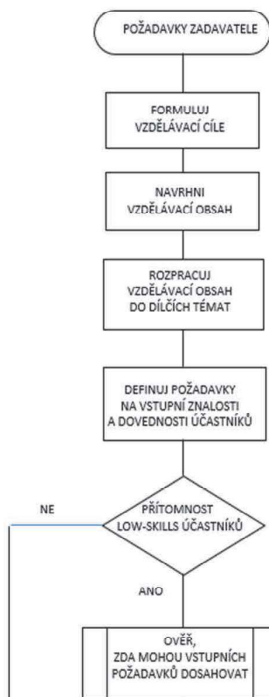 POŽADAVKY ZADAVATELE
FORMULUJ
VZDĚLÁVACÍ CÍLE
NAVRHNI
VZDĚLÁVACÍ OBSAH
ROZPRACUJ
VZDĚLÁVACÍ OBSAH
DO DÍLČÍCH TÉMAT
DEFINUJ POŽADAVKY
NA VSTUPNÍ ZNALOSTI
A DOVEDNOSTI ÚČASTNÍKŮ
NE
PŘÍTOMNOST
LOW-SKILLS ÚČASTNÍKŮ
ANO
OVĚŘ,
ZDA MOHOU VSTUPNÍCH
POŽADAVKŮ DOSAHOVAT